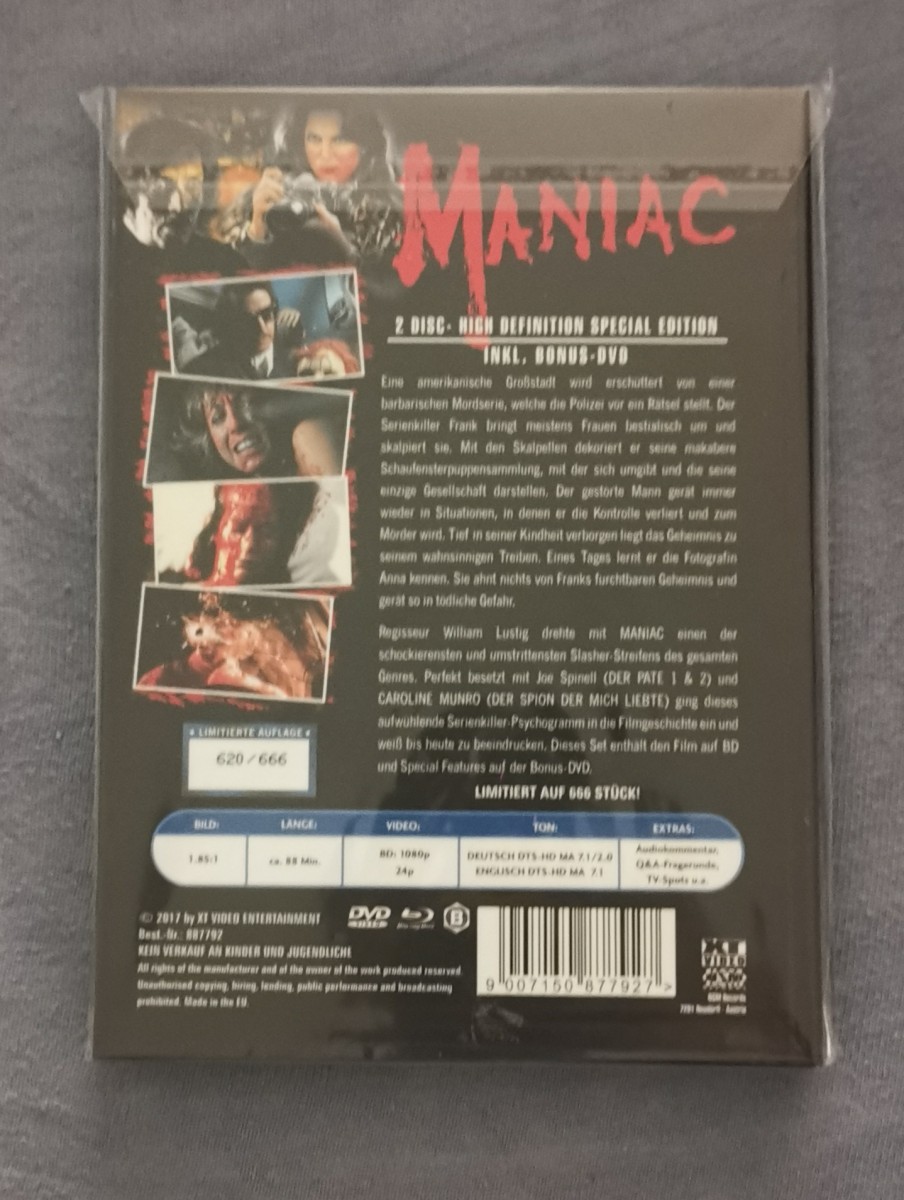 MANIAC
2 DISC- HIGH DEFINITION SPECIAL EDITION
INKL. BONUS-DVD
Eine amerikanische Großstadt wird erschüttert von einer
barbarischen Mordserie, welche die Polizei vor ein Rätsel stellt. Der
Serienkiller Frank bringt meistens Frauen bestialisch um und
skalpiert sie. Mit den Skalpellen dekoriert er seine makabere
Schaufensterpuppensammlung, mit der sich umgibt und die seine
einzige Gesellschaft darstellen. Der gestörte Mann gerät immer
wieder in Situationen, in denen er die Kontrolle verliert und zum
Mörder wird. Tief in seiner Kindheit verborgen liegt das Geheimnis zu
seinem wahnsinnigen Treiben. Eines Tages lernt er die Fotografin
Anna kennen. Sie ahnt nichts von Franks furchtbaren Geheimnis und
gerät so in tödliche Gefahr.
Regisseur William Lustig drehte mit MANIAC einen der
schockierensten und umstrittensten Slasher-Streifens des gesamten
Genres. Perfekt besetzt mit Joe Spinell (DER PATE 1 & 2) und
CAROLINE MUNRO (DER SPION DER MICH LIEBTE) ging dieses
aufwühlende Serienkiller-Psychogramm in die Filmgeschichte ein und
weiß bis heute zu beeindrucken. Dieses Set enthält den Film auf BD
und Special Features auf der Bonus-DVD.
LIMITIERT AUF 666 STÜCK!
LIMITIERTE AUFLAGE
620/666
BILD: LÄNGE: VIDEO: TON: EXTRAS:
1.85:1 ca. 88 Min. BD: 1080p 24p DEUTSCH DTS-HD MA 7.1/2.0 ENGLISCH DTS-HD MA 7.1 Audiokommentar, Q&A-Fragerunde, TV-Spots u.a.
© 2017 by XT VIDEO ENTERTAINMENT
Best.-Nr. 887792
KEIN VERKAUF AN KINDER UND JUGENDLICHE
All rights of the manufacturer and of the owner of the work produced reserved.
Unauthorised copying, hiring, lending, public performance and broadcasting
prohibited. Made in the EU.
DVD VIDEO
Blu-ray Disc
B
9 007150 877927 >
XT
VIDEO